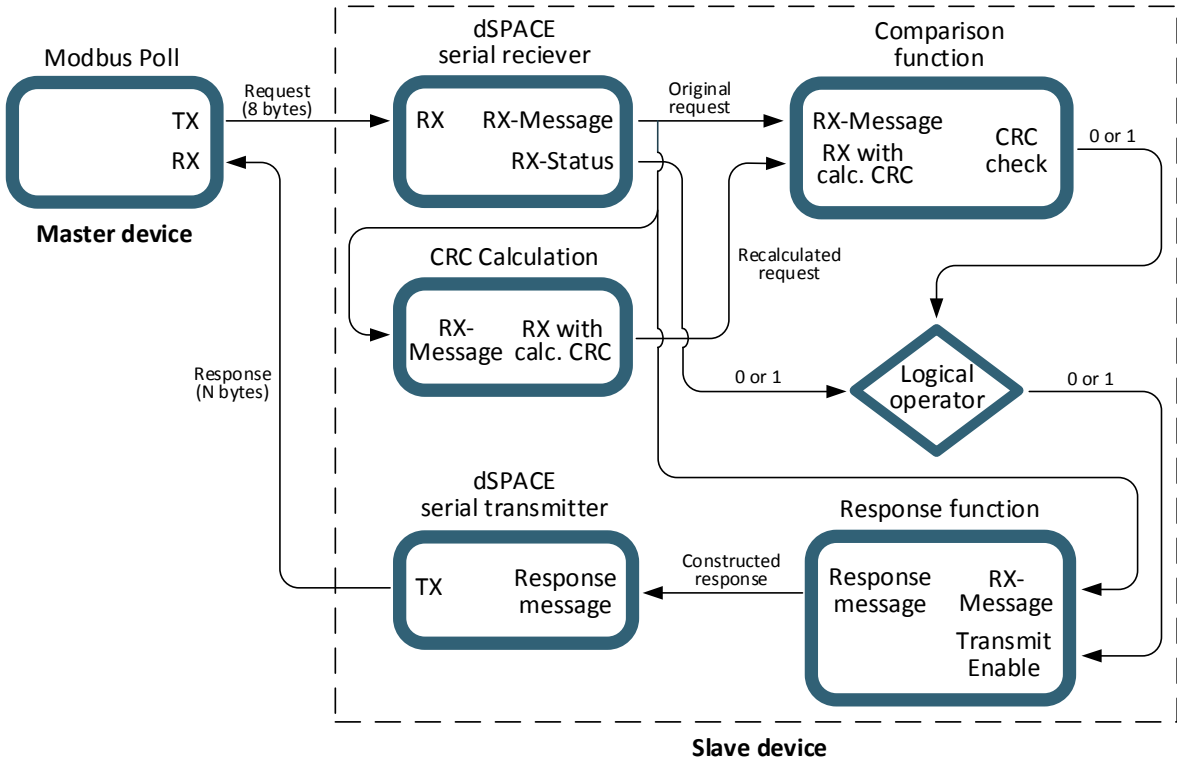 Modbus Poll
TX
RX
Master device
Request
(8 bytes)
Response
(N bytes)
dSPACE
serial reciever
RX
RX-Message
RX-Status
Original
request
Comparison
function
RX-Message
RX with
calc. CRC
CRC
check
0 or 1
CRC Calculation
RX-
Message
RX with
calc. CRC
Recalculated
request
0 or 1
Logical
operator
0 or 1
dSPACE
serial transmitter
TX
Response
message
Constructed
response
Response function
Response
message
RX-
Message
Transmit
Enable
Slave device